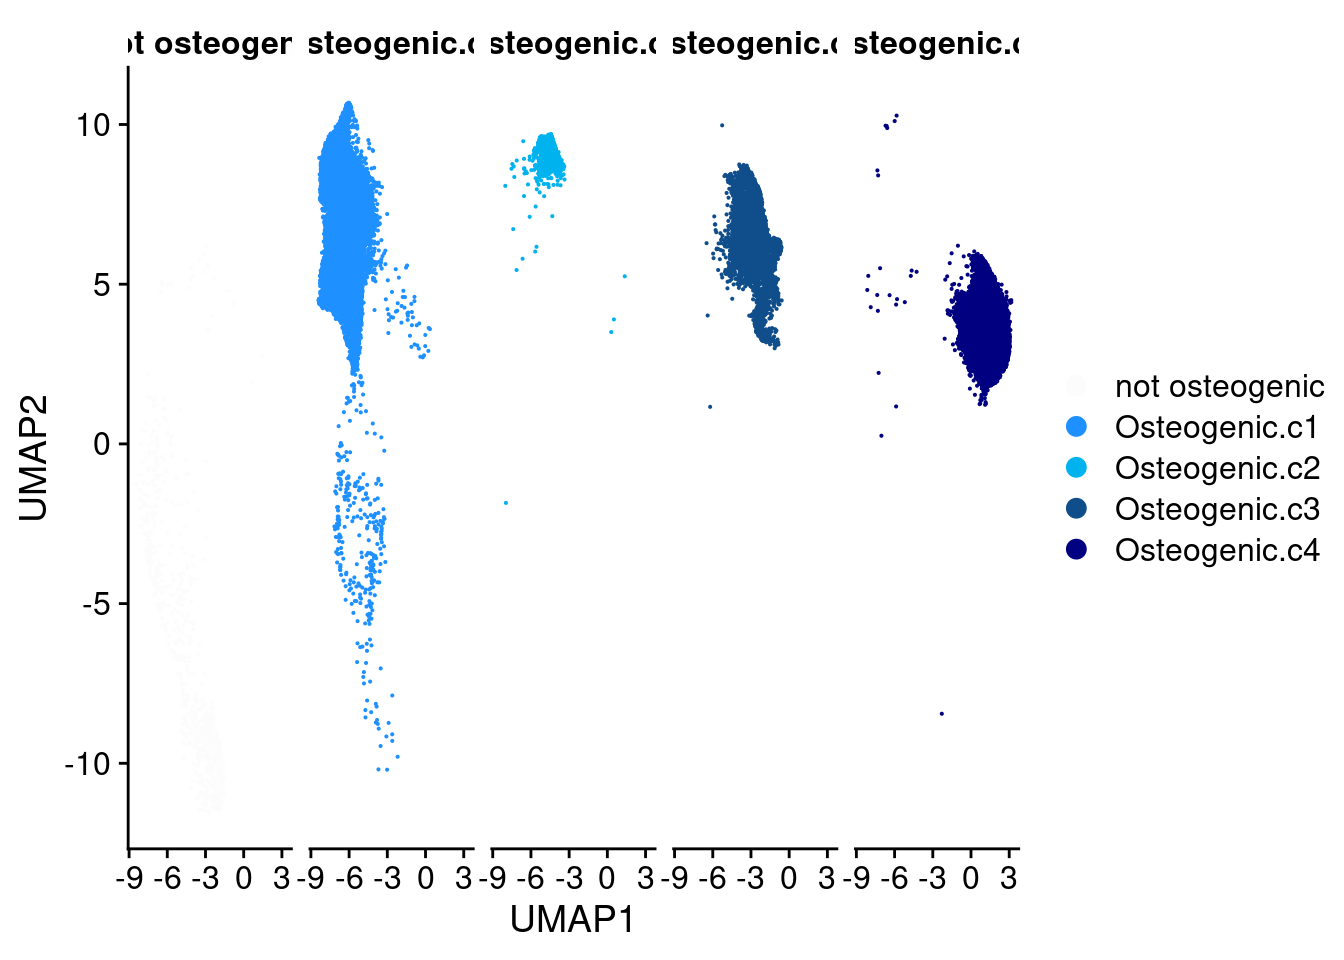 ot osteoger steogenic.c steogenic.c steogenic.c steogenic.c
10
5
0
-5
-10
UMAP2
not osteogenic
Osteogenic.c1
Osteogenic.c2
Osteogenic.c3
Osteogenic.c4
-9 -6 -3 0 3 -9 -6 -3 0 3 -9 -6 -3 0 3 -9 -6 -3 0 3 -9 -6 -3 0 3
UMAP1